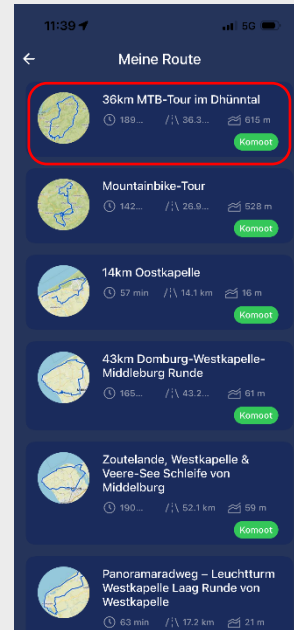 11:39 5G
Meine Route
36km MTB-Tour im Dhünntal
189... 36.3... 615 m
Komoot
Mountainbike-Tour
142... 26.9... 528 m
Komoot
14km Oostkapelle
57 min 14.1 km 16 m
Komoot
43km Domburg-Westkapelle-
Middleburg Runde
165... 43.2... 61 m
Komoot
Zoutelande, Westkapelle &
Veere-See Schleife von
Middelburg
190... 52.1 km 59 m
Komoot
Panoramaradweg – Leuchtturm
Westkapelle Laag Runde von
Westkapelle
63 min 17.2 km 21 m